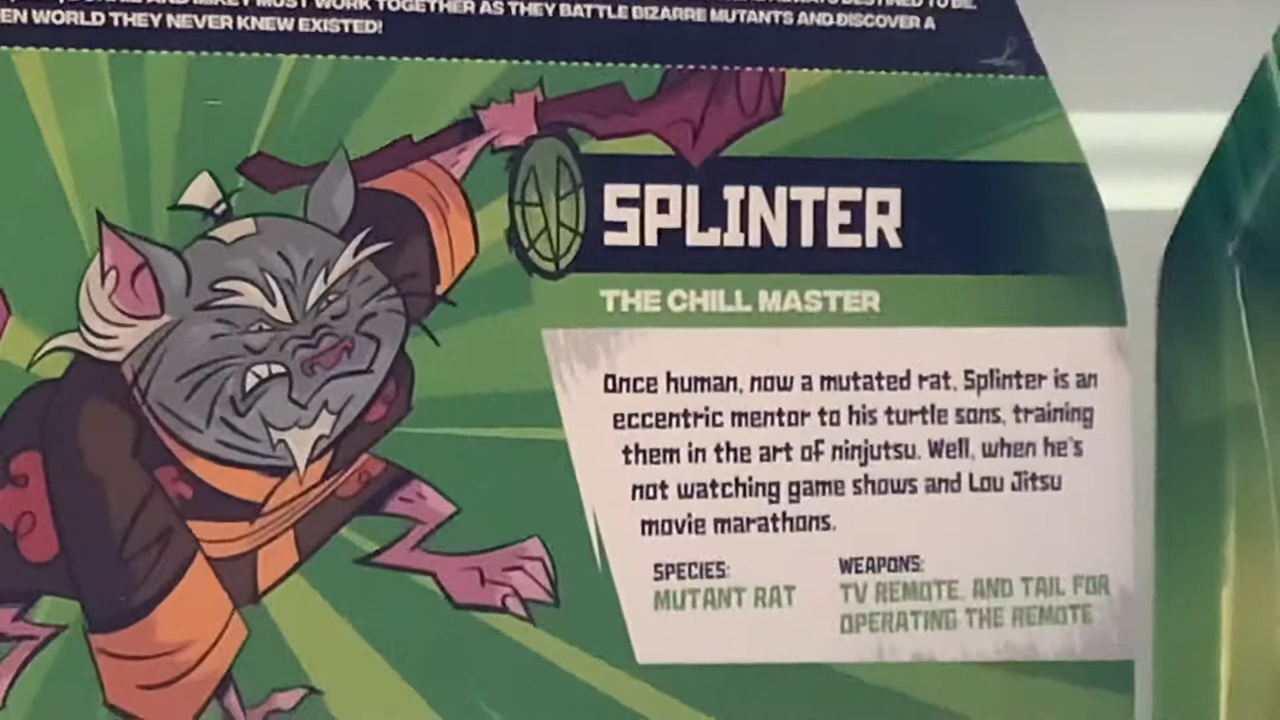 MUST WORK TOGETHER AS THEY BATTLE BIZARRE MUTANTS AND DISCOVER A
WORLD THEY NEVER KNEW EXISTED!
SPLINTER
THE CHILL MASTER
Once human, now a mutated rat, Splinter is an
eccentric mentor to his turtle sons, training
them in the art of ninjutsu. Well, when he's
not watching game shows and Lou Jitsu
movie marathons.
SPECIES:
MUTANT RAT
WEAPONS:
TV REMOTE, AND TAIL FOR
OPERATING THE REMOTE